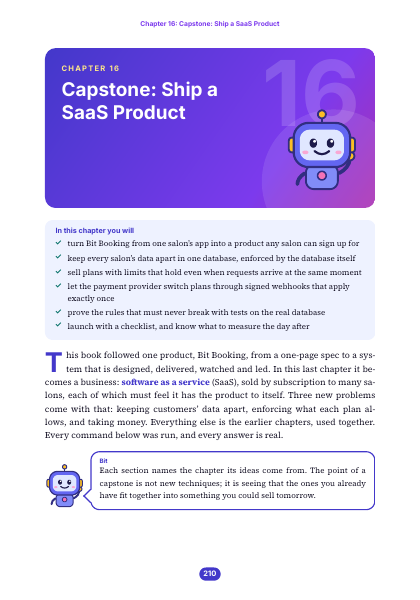 Chapter 16: Capstone: Ship a SaaS Product
16
CHAPTER 16
Capstone: Ship a
SaaS Product
In this chapter you will
✓ turn Bit Booking from one salon's app into a product any salon can sign up for
✓ keep every salon's data apart in one database, enforced by the database itself
✓ sell plans with limits that hold even when requests arrive at the same moment
✓ let the payment provider switch plans through signed webhooks that apply
exactly once
✓ prove the rules that must never break with tests on the real database
✓ launch with a checklist, and know what to measure the day after
This book followed one product, Bit Booking, from a one-page spec to a sys-
tem that is designed, delivered, watched and led. In this last chapter it be-
comes a business: software as a service (SaaS), sold by subscription to many sa-
lons, each of which must feel it has the product to itself. Three new problems
come with that: keeping customers' data apart, enforcing what each plan al-
lows, and taking money. Everything else is the earlier chapters, used together.
Every command below was run, and every answer is real.
Bit
Each section names the chapter its ideas come from. The point of a
capstone is not new techniques; it is seeing that the ones you already
have fit together into something you could sell tomorrow.
210